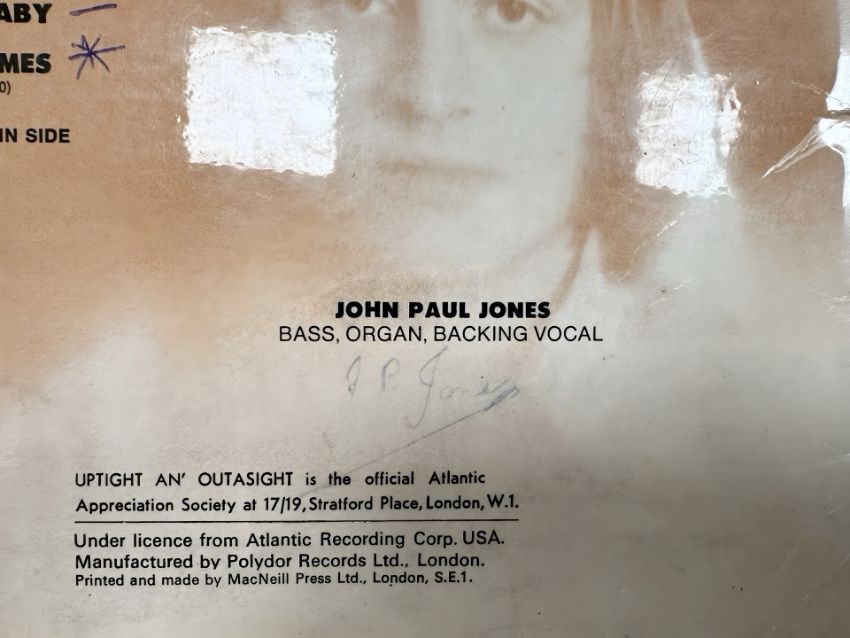 ABY
MES
0)
IN SIDE
JOHN PAUL JONES
BASS, ORGAN, BACKING VOCAL
J P Jones
UPTIGHT AN' OUTASIGHT is the official Atlantic
Appreciation Society at 17/19, Stratford Place, London, W.1.
Under licence from Atlantic Recording Corp. USA.
Manufactured by Polydor Records Ltd., London.
Printed and made by MacNeill Press Ltd., London, S.E.1.